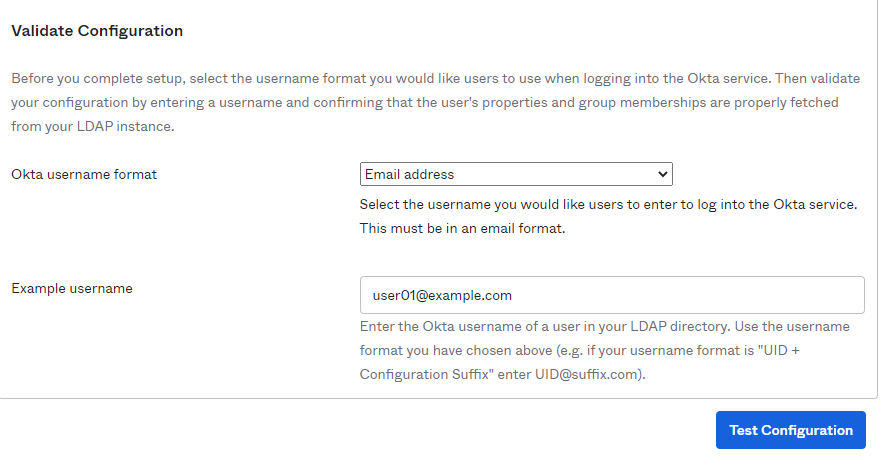 Validate Configuration
Before you complete setup, select the username format you would like users to use when logging into the Okta service. Then validate
your configuration by entering a username and confirming that the user's properties and group memberships are properly fetched
from your LDAP instance.
Okta username format
Email address
Select the username you would like users to enter to log into the Okta service.
This must be in an email format.
Example username
user01@example.com
Enter the Okta username of a user in your LDAP directory. Use the username
format you have chosen above (e.g. if your username format is "UID +
Configuration Suffix" enter UID@suffix.com).
Test Configuration